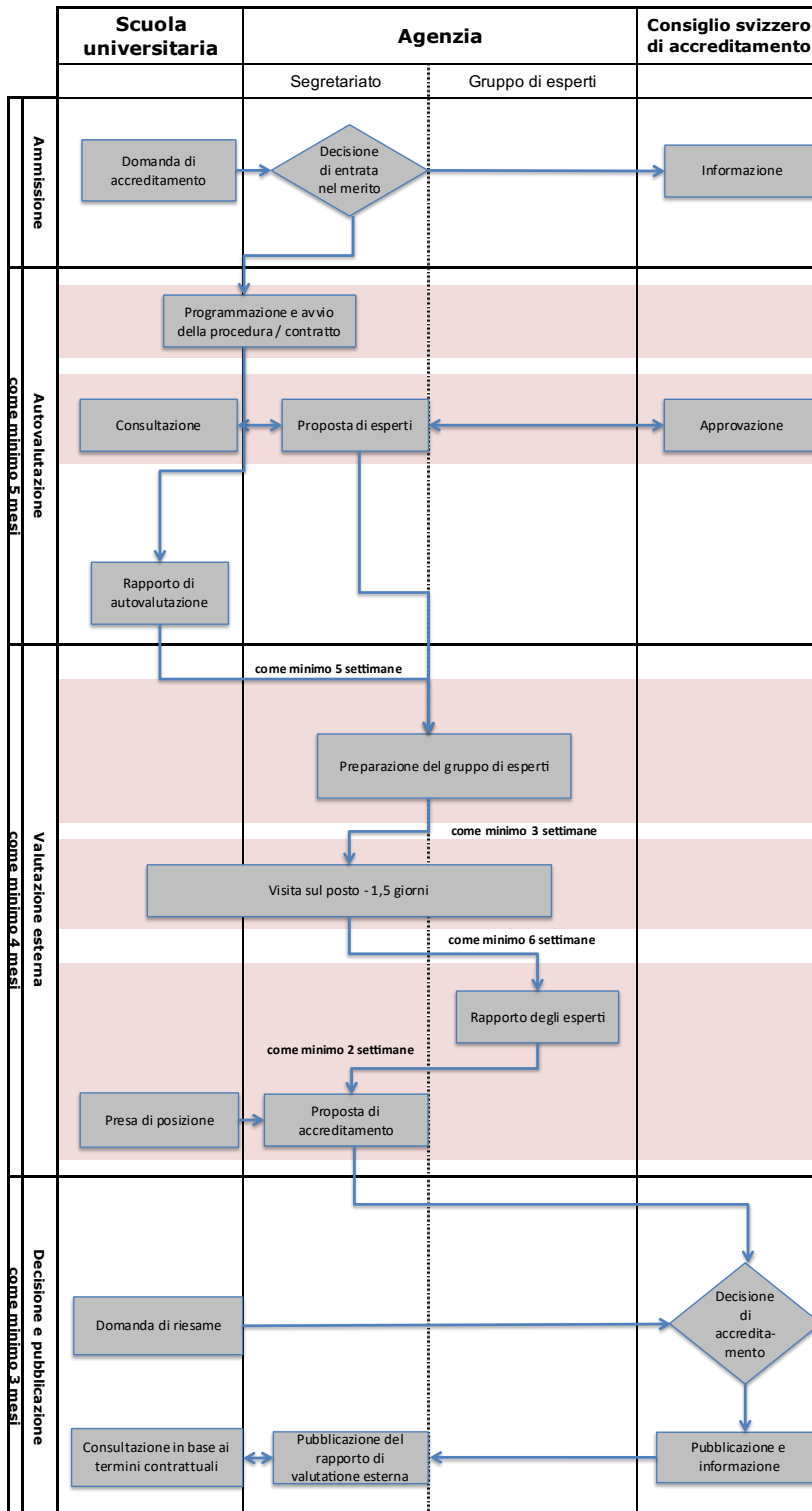 Scuola
universitaria
Agenzia
Consiglio svizzero
di accreditamento
Segretariato
Gruppo di esperti
Ammissione
Domanda di
accreditamento
Decisione
di entrata
nel merito
Informazione
come minimo 5 mesi
Autovalutazione
Programmazione e avvio
della procedura / contratto
Consultazione
Proposta di esperti
Approvazione
Rapporto di
autovalutazione
come minimo 4 mesi
Valutazione esterna
come minimo 5 settimane
Preparazione del gruppo di esperti
come minimo 3 settimane
Visita sul posto - 1,5 giorni
come minimo 6 settimane
Rapporto degli esperti
come minimo 2 settimane
Presa di posizione
Proposta di
accreditamento
come minimo 3 mesi
Decisione e pubblicazione
Domanda di riesame
Decisione
di
accredita-
mento
Consultazione in base ai
termini contrattuali
Pubblicazione del
rapporto di
valutatione esterna
Pubblicazione e
informazione